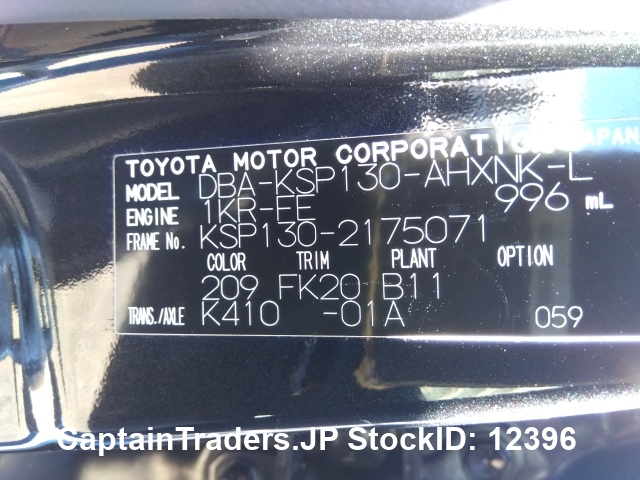 TOYOTA MOTOR CORPORATION JAPAN
MODEL DBA-KSP130-AHXNK-L
ENGINE 1KR-FE 996 mL
FRAME No. KSP130-2175071
COLOR TRIM PLANT OPTION
209 FK20 B11
TRANS./AXLE K410 -01A 059
CaptainTraders.JP StockID: 12396